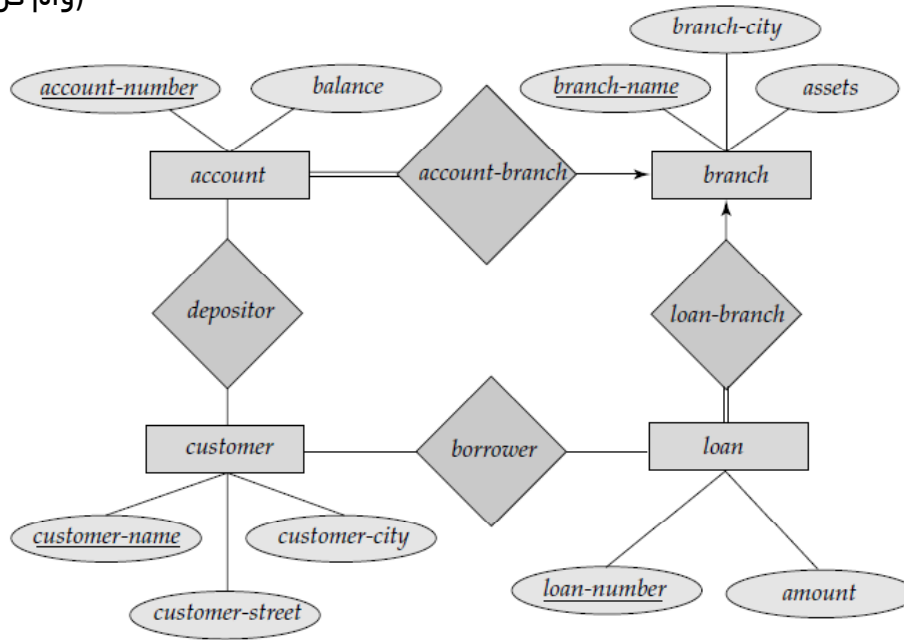 branch-city
account-number
balance
branch-name
assets
account
account-branch
branch
depositor
loan-branch
customer
borrower
loan
customer-name
customer-city
customer-street
loan-number
amount